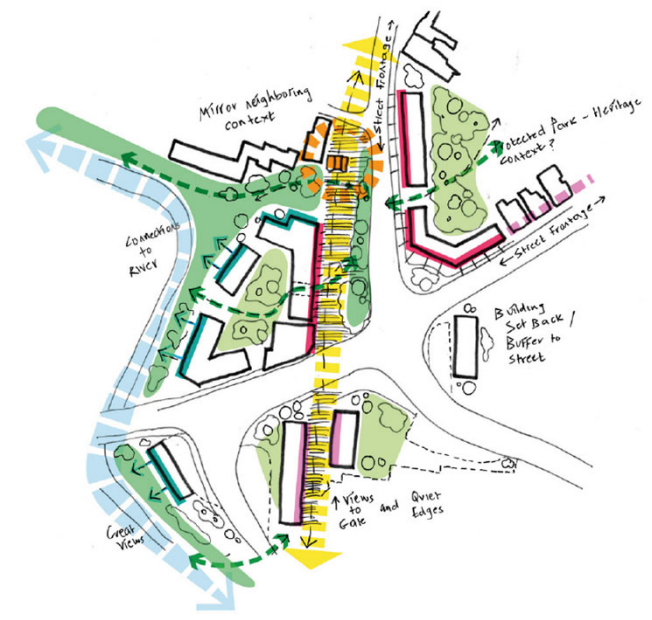 ← Street Frontage →
Mirror neighboring
context
Protected Park - Heritage
context?
Connections
to
River
← Street Frontage →
Building
Set Back /
Buffer to
Street
↑ Views
to
Gate and Quiet
Edges
Great
Views